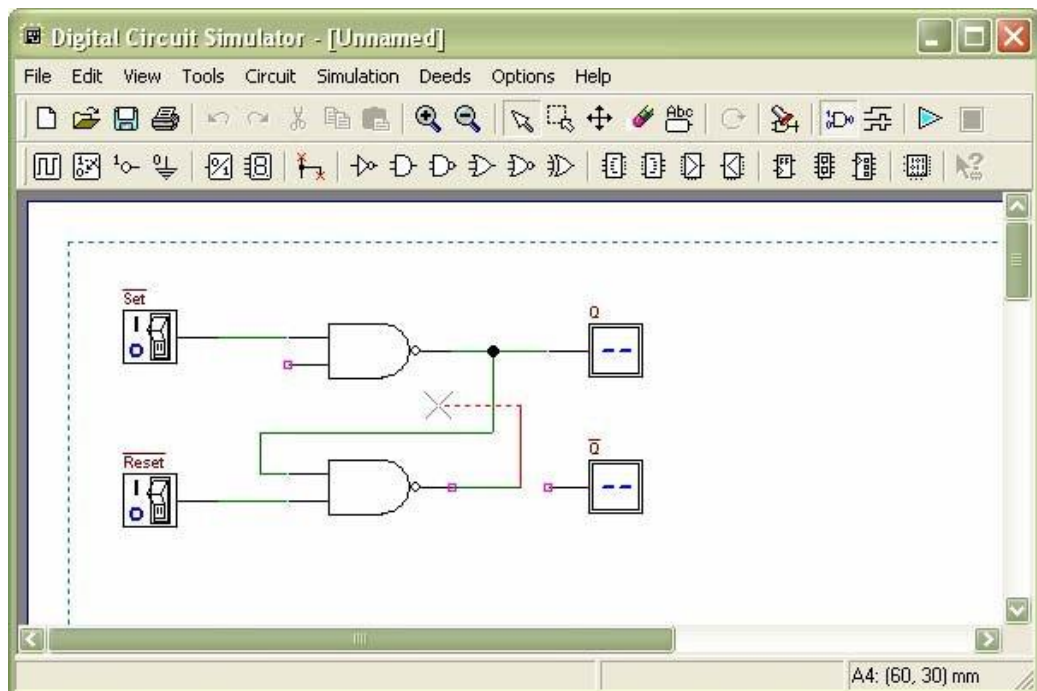 Digital Circuit Simulator - [Unnamed]
File Edit View Tools Circuit Simulation Deeds Options Help
Abc
Set
Q
Reset
Q
A4: (60, 30) mm